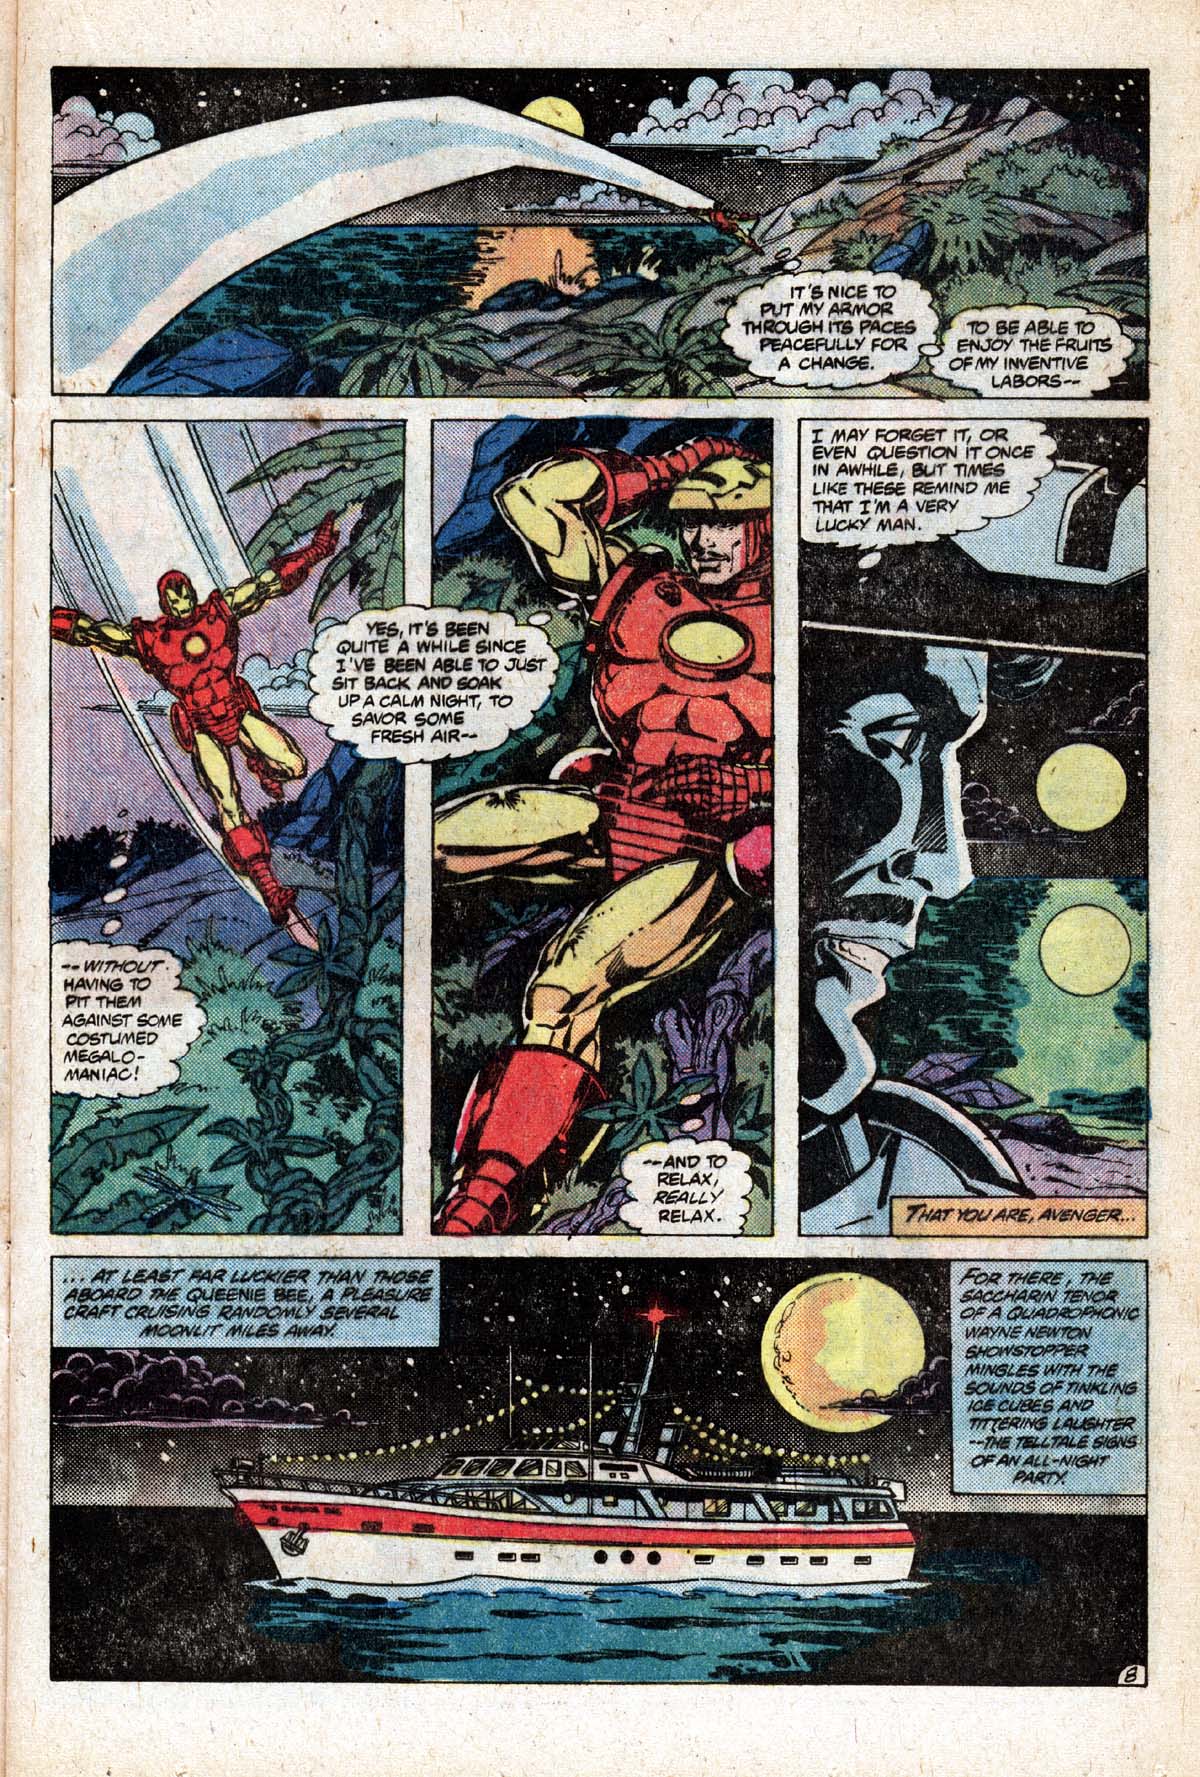 IT'S NICE TO
PUT MY ARMOR
THROUGH ITS PACES
PEACEFULLY FOR
A CHANGE.
TO BE ABLE TO
ENJOY THE FRUITS
OF MY INVENTIVE
LABORS--
--WITHOUT
HAVING TO
PIT THEM
AGAINST SOME
COSTUMED
MEGALO-
MANIAC!
YES, IT'S BEEN
QUITE A WHILE SINCE
I'VE BEEN ABLE TO JUST
SIT BACK AND SOAK
UP A CALM NIGHT, TO
SAVOR SOME
FRESH AIR--
--AND TO
RELAX,
REALLY
RELAX.
I MAY FORGET IT, OR
EVEN QUESTION IT ONCE
IN AWHILE, BUT TIMES
LIKE THESE REMIND ME
THAT I'M A VERY
LUCKY MAN.
THAT YOU ARE, AVENGER...
...AT LEAST FAR LUCKIER THAN THOSE
ABOARD THE QUEENIE BEE, A PLEASURE
CRAFT CRUISING RANDOMLY SEVERAL
MOONLIT MILES AWAY.
FOR THERE, THE
SACCHARIN TENOR
OF A QUADROPHONIC
WAYNE NEWTON
SHOWSTOPPER
MINGLES WITH THE
SOUNDS OF TINKLING
ICE CUBES AND
TITTERING LAUGHTER
--THE TELLTALE SIGNS
OF AN ALL-NIGHT
PARTY.
THE QUEENIE BEE
8